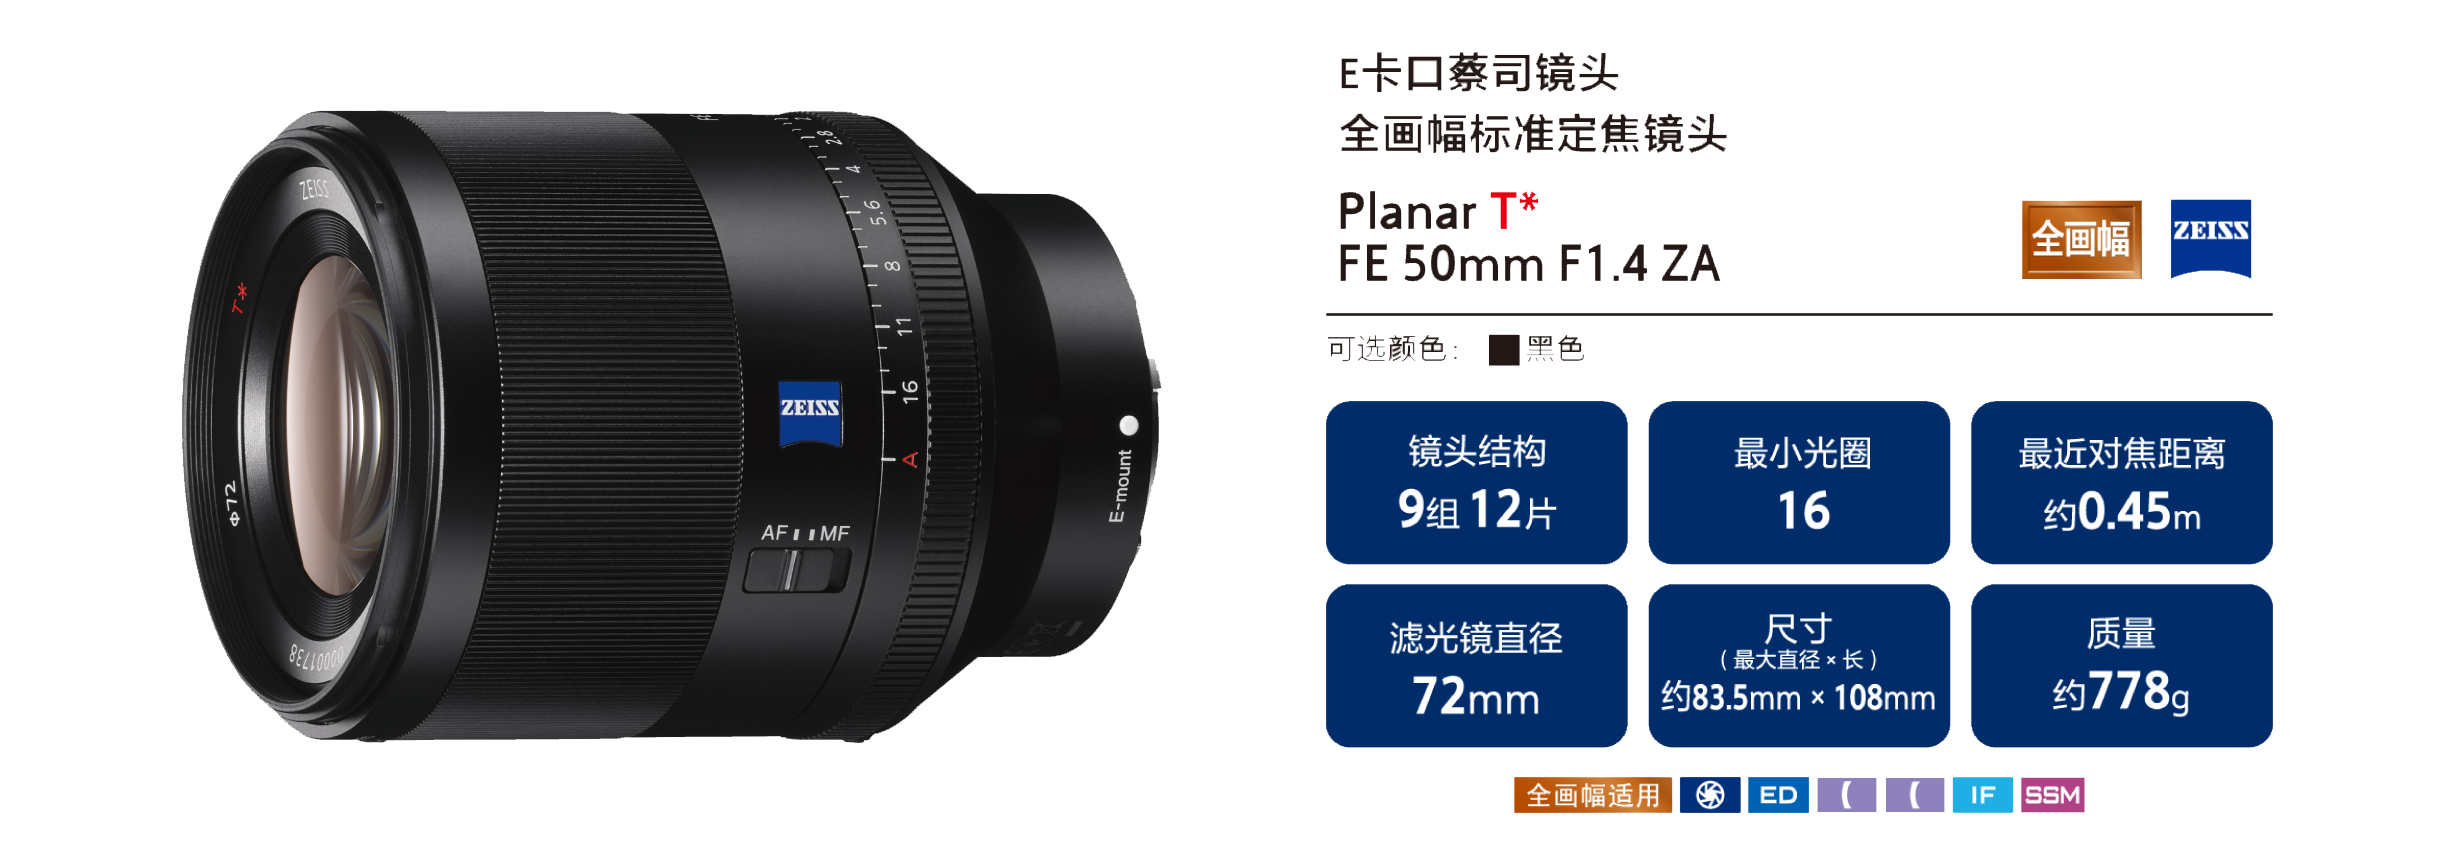 E卡口蔡司镜头
全画幅标准定焦镜头
Planar T*
FE 50mm F1.4 ZA
全画幅
ZEISS
可选颜色: 黑色
镜头结构
9组 12片
最小光圈
16
最近对焦距离
约0.45m
滤光镜直径
72mm
尺寸
(最大直径×长)
约83.5mm × 108mm
质量
约778g
全画幅适用
ED
IF
SSM
ZEISS
T*
Φ72
00001738
2
2.8
4
5.6
8
11
16
A
ZEISS
AF MF
E-mount